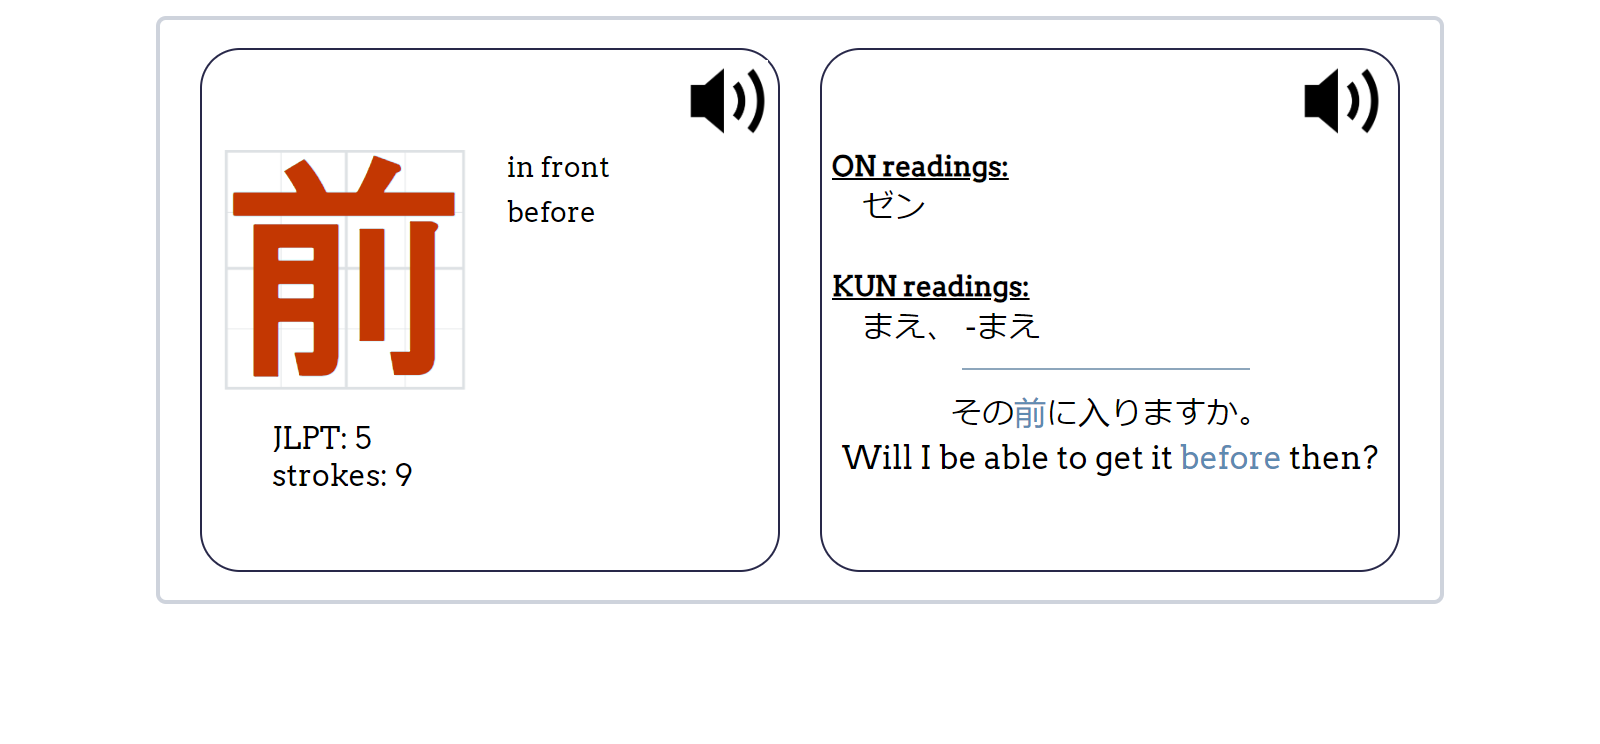 前
in front
before
JLPT: 5
strokes: 9
ON readings:
ゼン
KUN readings:
まえ、 -まえ
その前に入りますか。
Will I be able to get it before then?